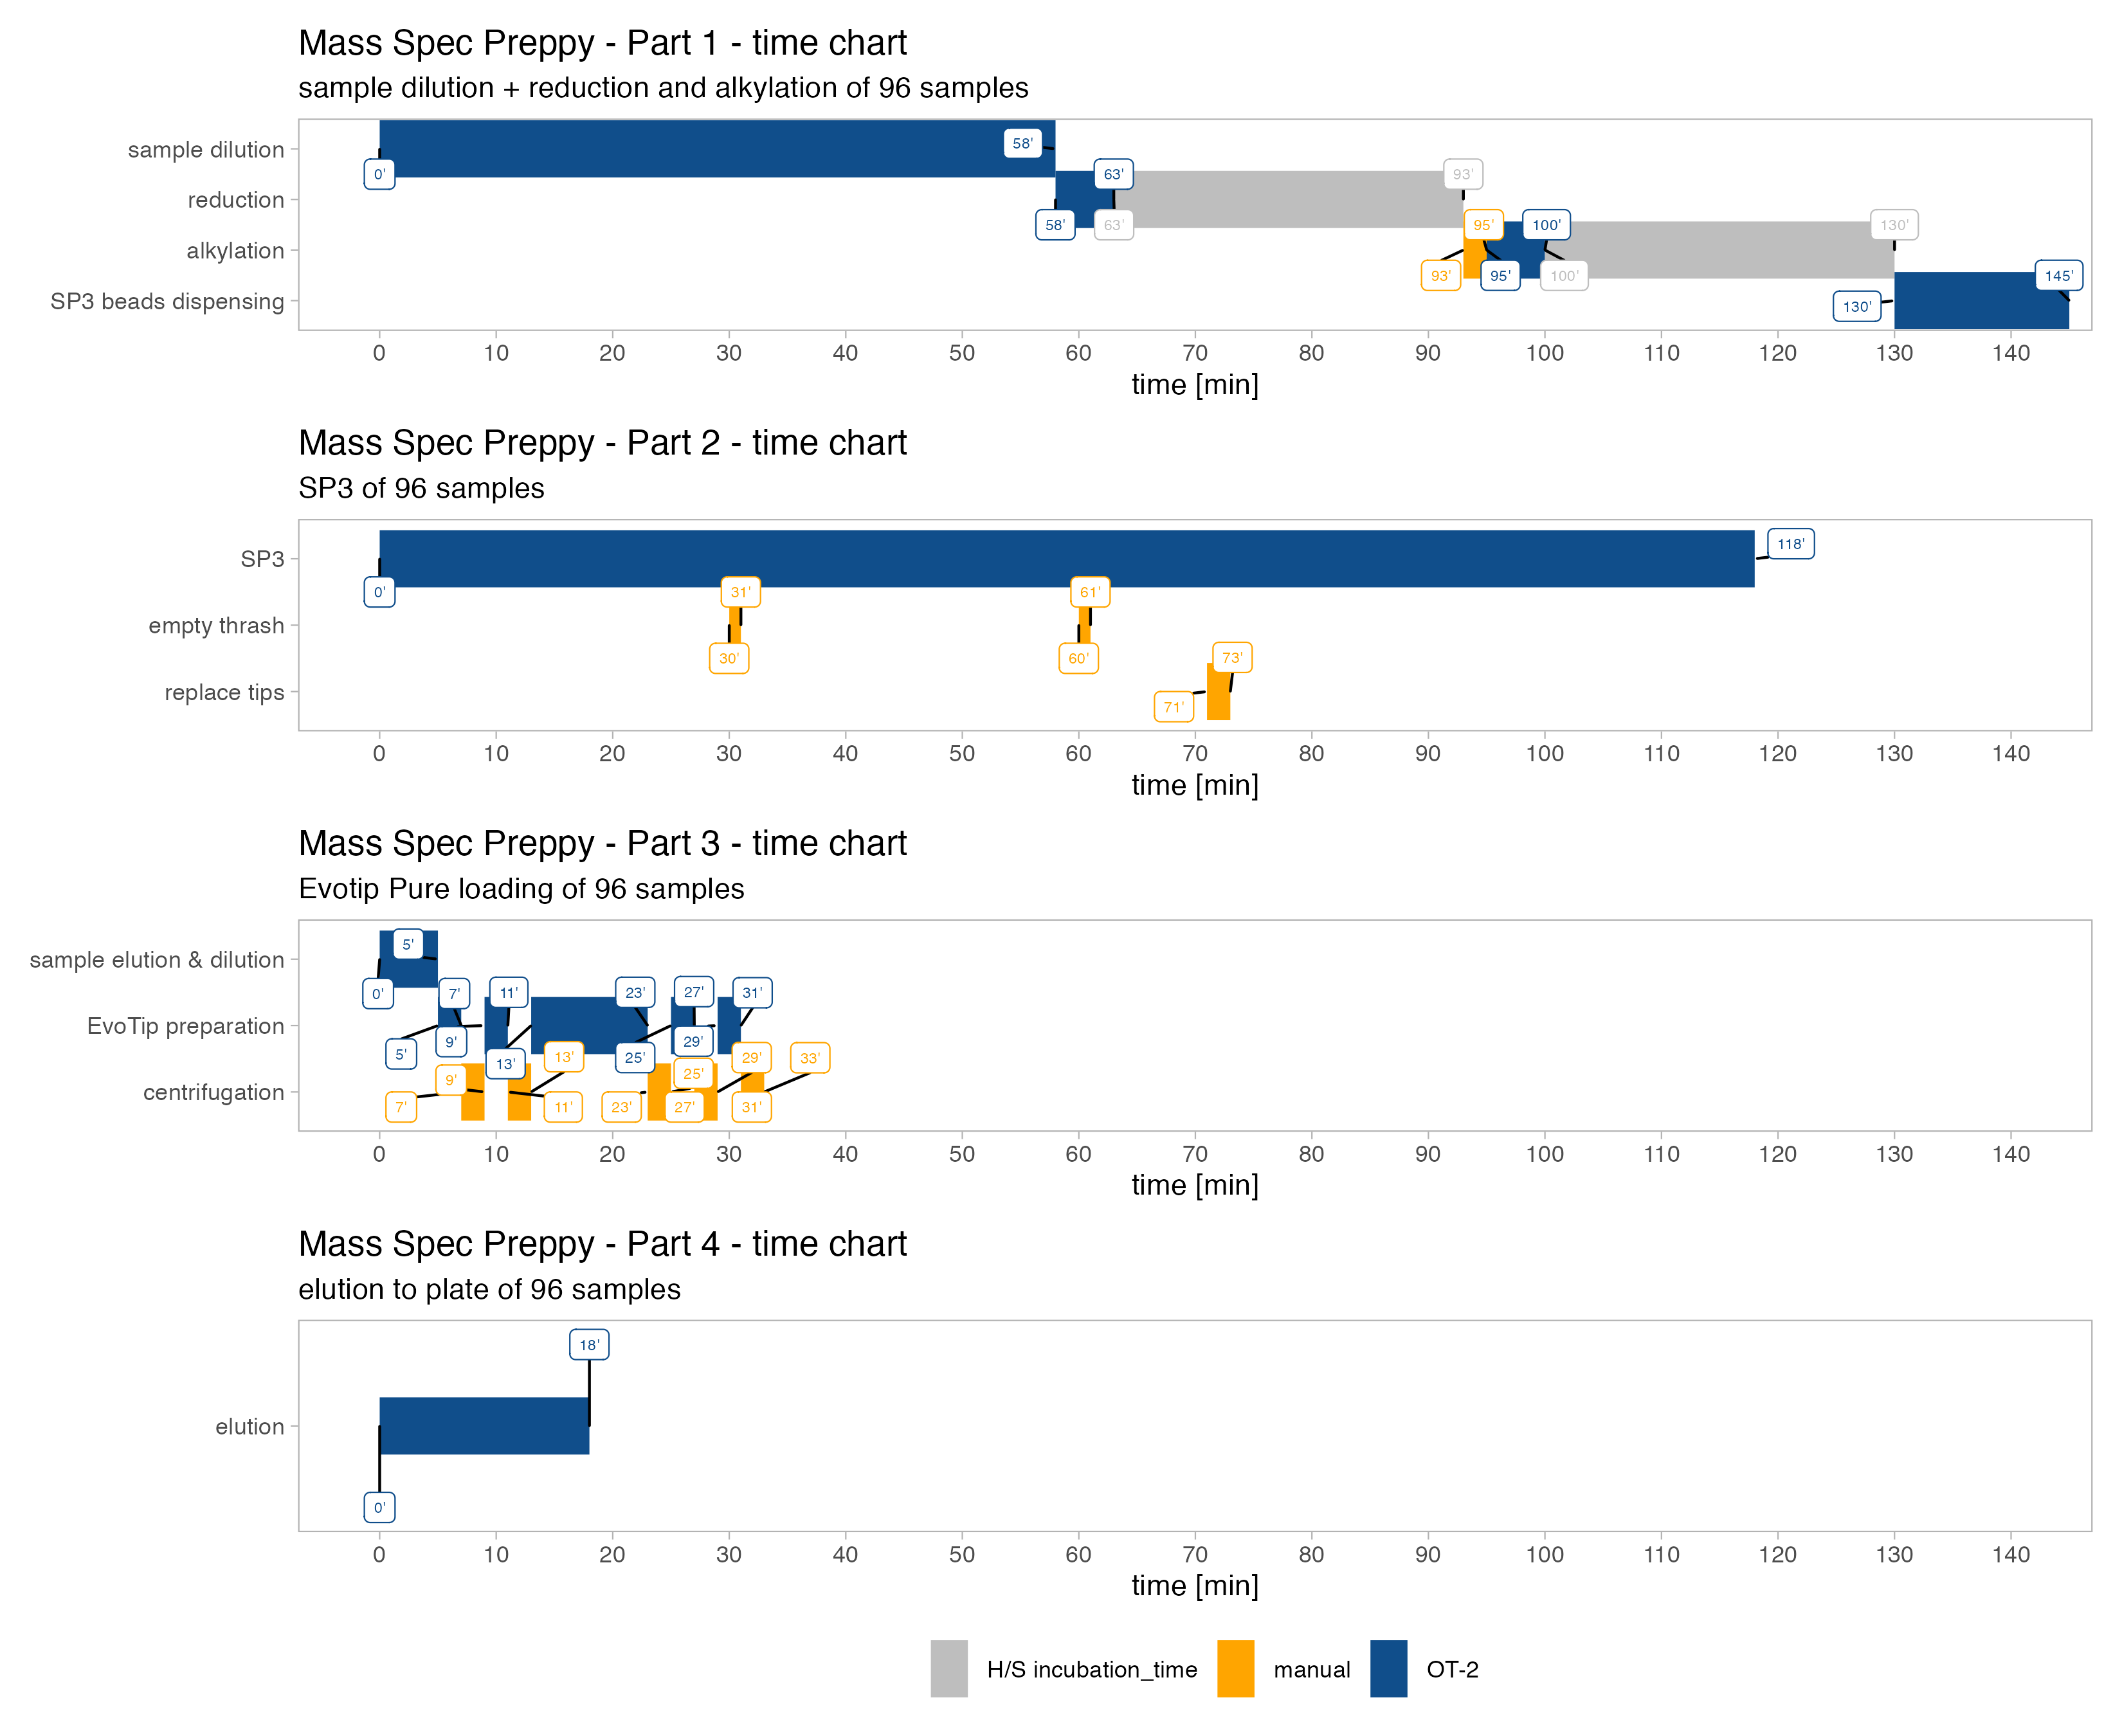 Mass Spec Preppy - Part 1 - time chart
sample dilution + reduction and alkylation of 96 samples
sample dilution
0'
58'
reduction
58'
63'
63'
93'
alkylation
93'
95'
95'
100'
100'
130'
SP3 beads dispensing
130'
145'
0 10 20 30 40 50 60 70 80 90 100 110 120 130 140
time [min]
Mass Spec Preppy - Part 2 - time chart
SP3 of 96 samples
SP3
0'
118'
empty thrash
30'
31'
60'
61'
replace tips
71'
73'
0 10 20 30 40 50 60 70 80 90 100 110 120 130 140
time [min]
Mass Spec Preppy - Part 3 - time chart
Evotip Pure loading of 96 samples
sample elution & dilution
0'
5'
EvoTip preparation
5'
7'
9'
11'
13'
23'
25'
27'
29'
31'
centrifugation
7'
9'
11'
13'
23'
25'
27'
29'
31'
33'
0 10 20 30 40 50 60 70 80 90 100 110 120 130 140
time [min]
Mass Spec Preppy - Part 4 - time chart
elution to plate of 96 samples
elution
0'
18'
0 10 20 30 40 50 60 70 80 90 100 110 120 130 140
time [min]
H/S incubation_time manual OT-2